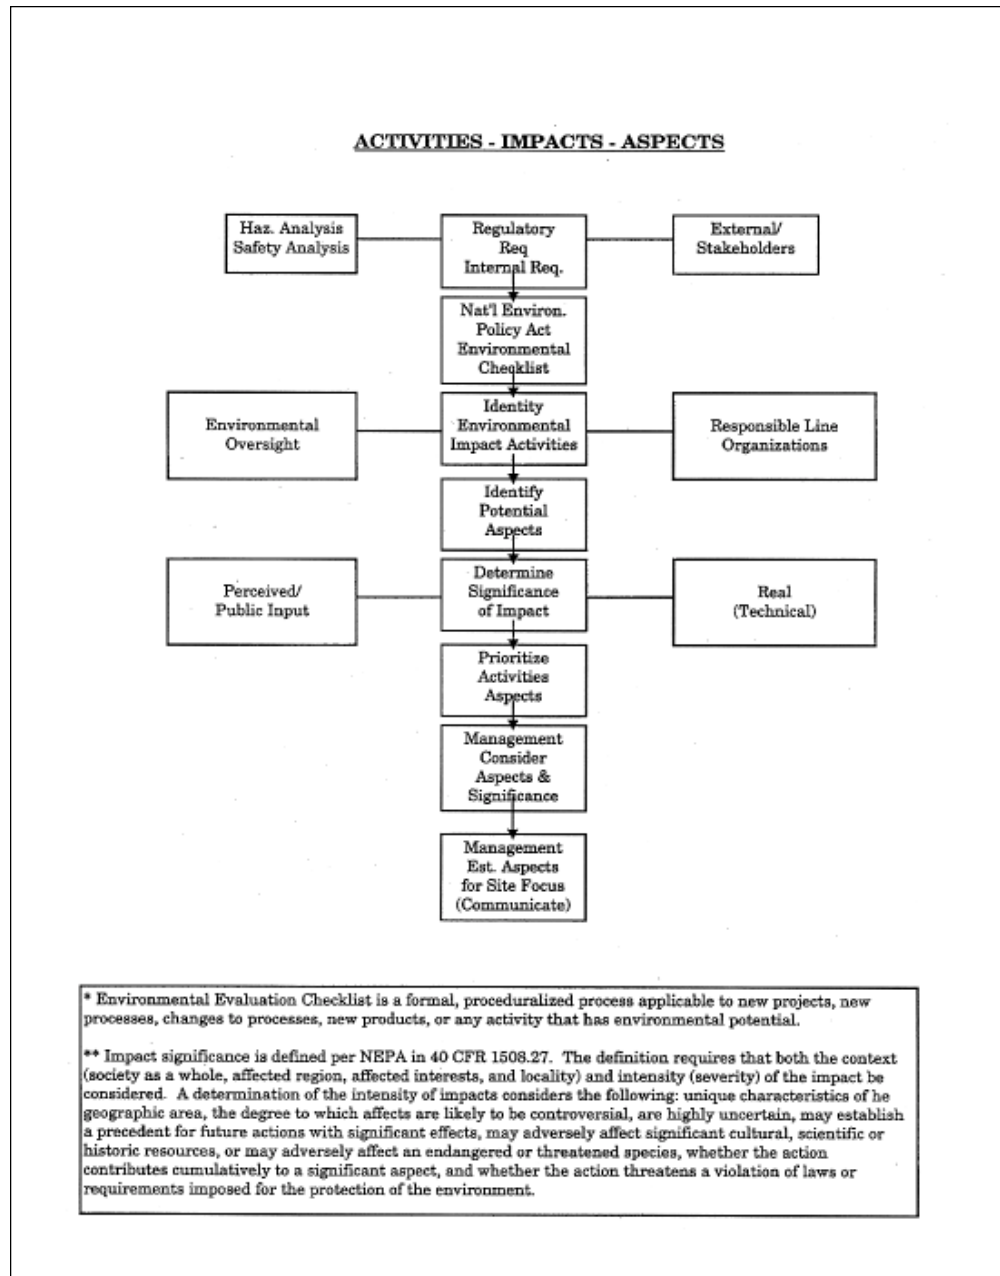 ACTIVITIES - IMPACTS - ASPECTS
Haz. Analysis
Safety Analysis
Regulatory
Req
Internal Req.
External/
Stakeholders
Nat'l Environ.
Policy Act
Environmental
Checklist
Environmental
Oversight
Identity
Environmental
Impact Activities
Responsible Line
Organizations
Identify
Potential
Aspects
Perceived/
Public Input
Determine
Significance
of Impact
Real
(Technical)
Prioritize
Activities
Aspects
Management
Consider
Aspects &
Significance
Management
Est. Aspects
for Site Focus
(Communicate)
* Environmental Evaluation Checklist is a formal, proceduralized process applicable to new projects, new
processes, changes to processes, new products, or any activity that has environmental potential.
** Impact significance is defined per NEPA in 40 CFR 1508.27. The definition requires that both the context
(society as a whole, affected region, affected interests, and locality) and intensity (severity) of the impact be
considered. A determination of the intensity of impacts considers the following: unique characteristics of he
geographic area, the degree to which affects are likely to be controversial, are highly uncertain, may establish
a precedent for future actions with significant effects, may adversely affect significant cultural, scientific or
historic resources, or may adversely affect an endangered or threatened species, whether the action
contributes cumulatively to a significant aspect, and whether the action threatens a violation of laws or
requirements imposed for the protection of the environment.